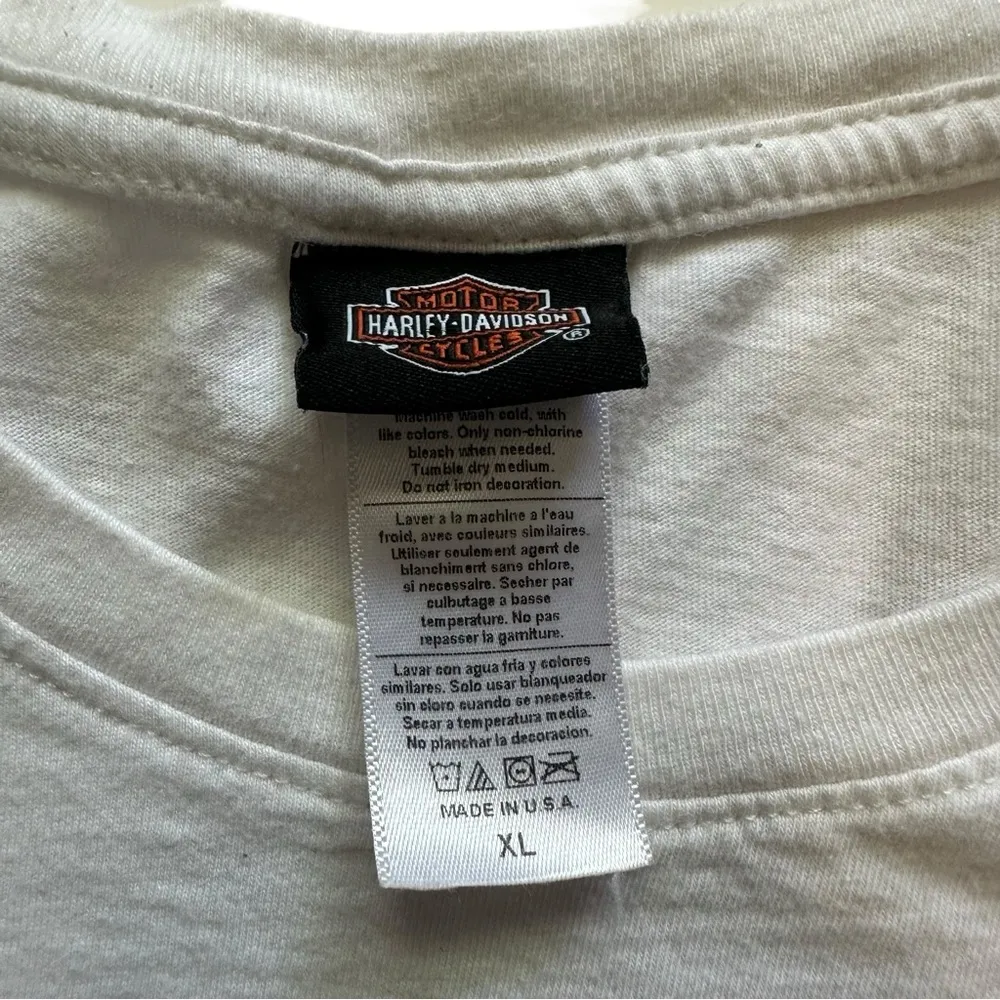 MOTOR
HARLEY-DAVIDSON
CYCLES
®
Machine wash cold, with
like colors. Only non-chlorine
bleach when needed.
Tumble dry medium.
Do not iron decoration.
Laver a la machine a l'eau
froid, avec couleurs similaires.
Utiliser seulement agent de
blanchiment sans chlore,
si necessaire. Secher par
culbutage a basse
temperature. No pas
repasser la garniture.
Lavar con agua fria y colores
similares. Solo usar blanqueador
sin cloro cuando se necesite.
Secar a temperatura media.
No planchar la decoracion.
MADE IN U.S.A.
XL